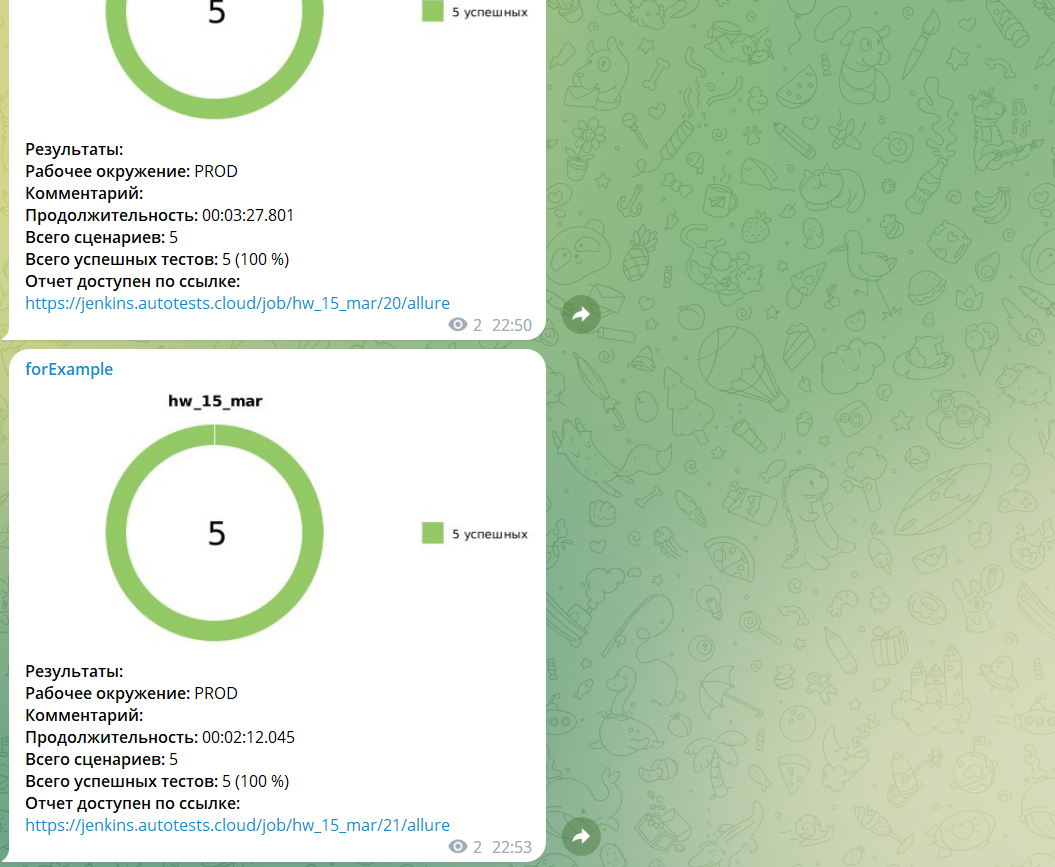 5
5 успешных
Результаты:
Рабочее окружение: PROD
Комментарий:
Продолжительность: 00:03:27.801
Всего сценариев: 5
Всего успешных тестов: 5 (100 %)
Отчет доступен по ссылке:
https://jenkins.autotests.cloud/job/hw_15_mar/20/allure
2 22:50
forExample
hw_15_mar
5
5 успешных
Результаты:
Рабочее окружение: PROD
Комментарий:
Продолжительность: 00:02:12.045
Всего сценариев: 5
Всего успешных тестов: 5 (100 %)
Отчет доступен по ссылке:
https://jenkins.autotests.cloud/job/hw_15_mar/21/allure
2 22:53